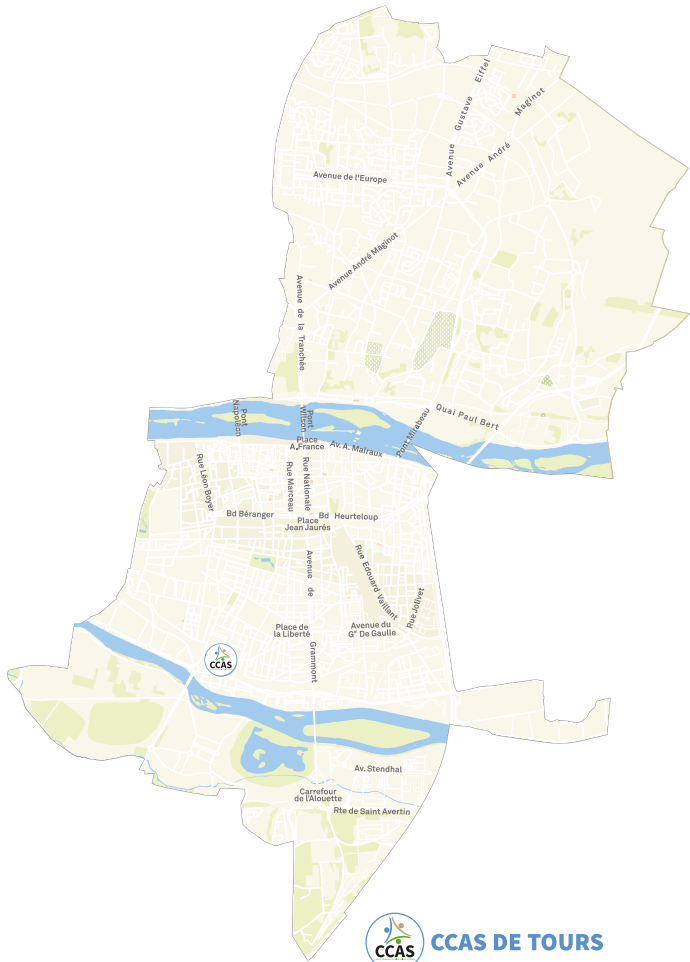 Avenue Gustave Eiffel
Maginot
Avenue André
Avenue de l'Europe
Avenue André Maginot
Avenue de la Tranchée
Pont
Napoléon
Pont
Wilson
Pont Mirabeau
Quai Paul Bert
Place
A.France
Av. A. Malraux
Rue Léon Boyer
Rue Marceau
Rue Nationale
Bd Béranger
Place
Jean Jaurés
Bd Heurteloup
Avenue de
Grammont
Rue Edouard Vaillant
Rue Jolivet
Place de
la Liberté
Avenue du
Gal De Gaulle
CCAS
Av. Stendhal
Carrefour
de l'Alouette
Rte de Saint Avertin
CCAS
CCAS DE TOURS